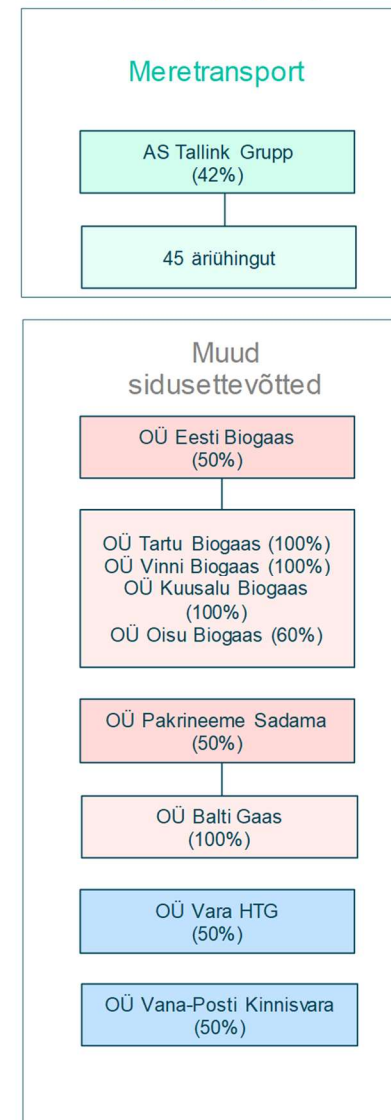 Meretransport
AS Tallink Grupp
(42%)
45 äriühingut
Muud
sidusettevõtted
OÜ Eesti Biogaas
(50%)
OÜ Tartu Biogaas (100%)
OÜ Vinni Biogaas (100%)
OÜ Kuusalu Biogaas
(100%)
OÜ Oisu Biogaas (60%)
OÜ Pakrineeme Sadama
(50%)
OÜ Balti Gaas
(100%)
OÜ Vara HTG
(50%)
OÜ Vana-Posti Kinnisvara
(50%)